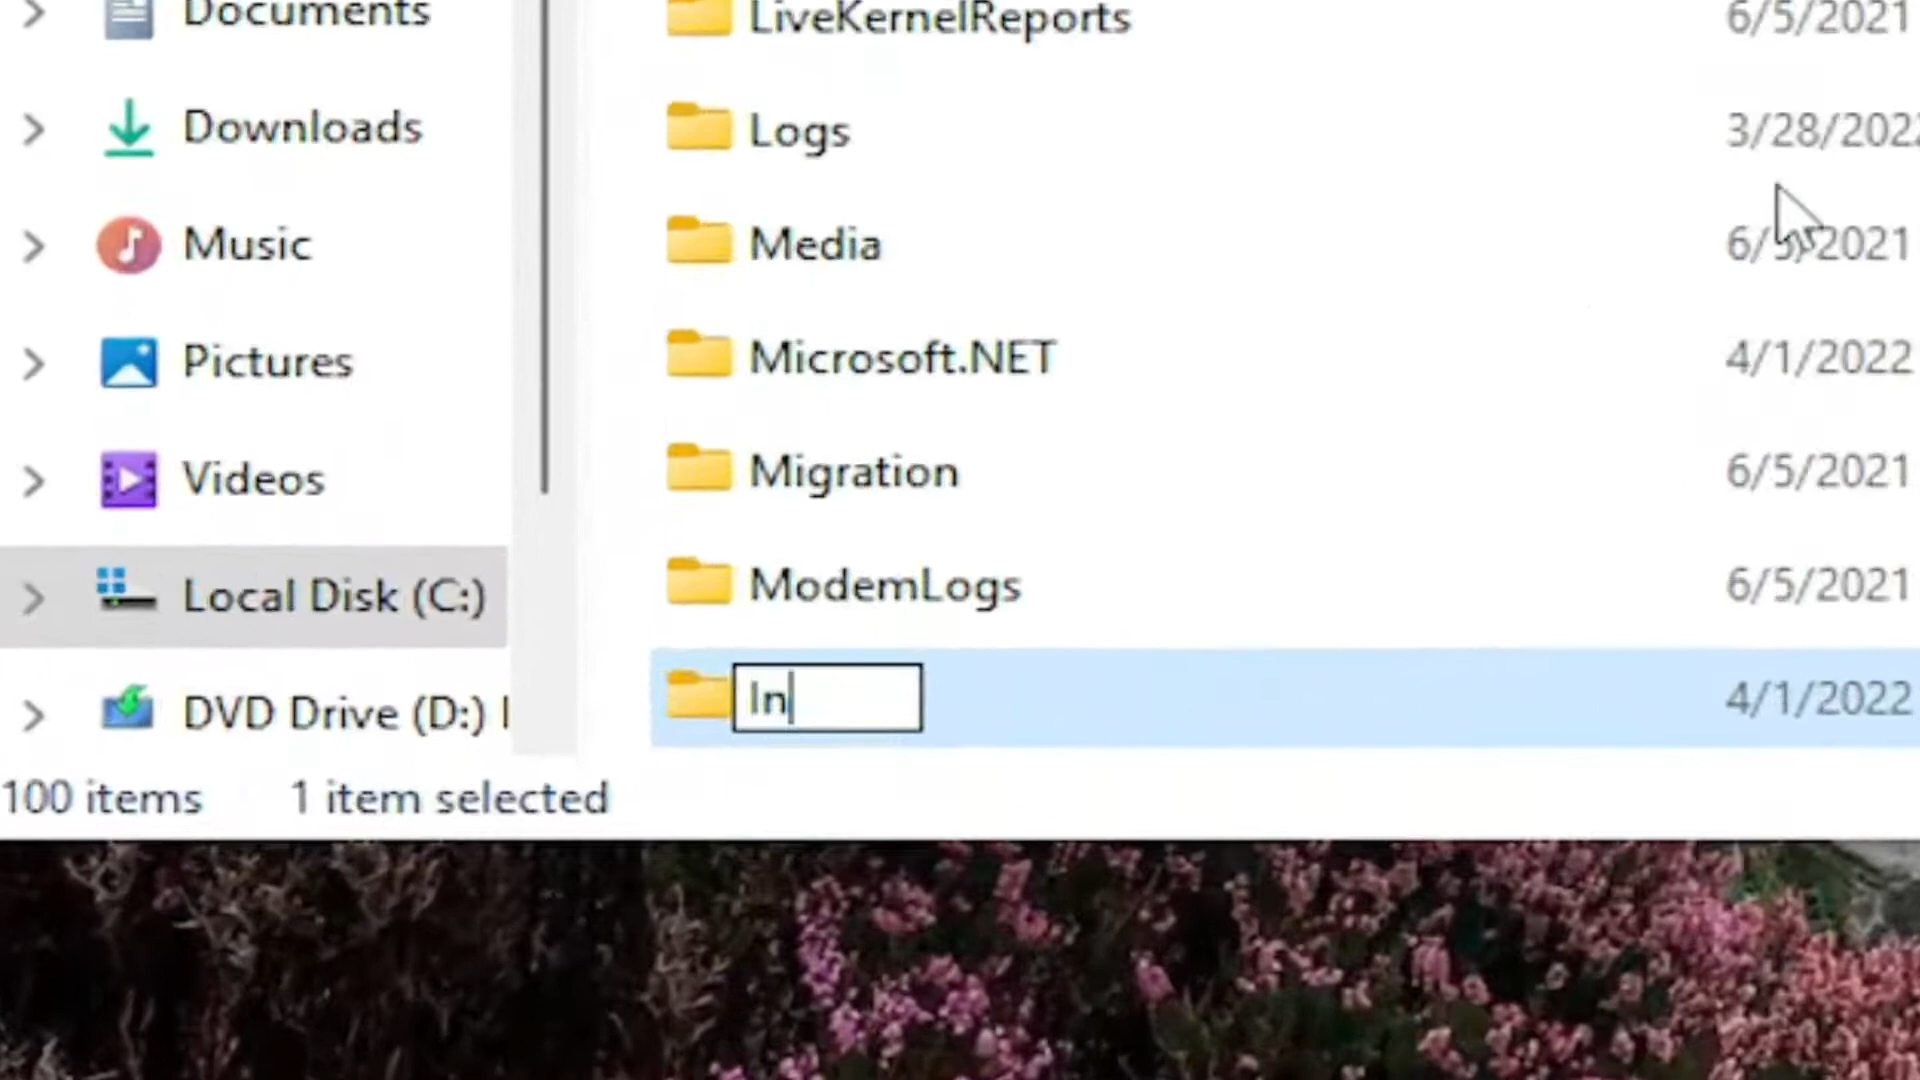 Documents
LiveKernelReports
6/5/2021
Downloads
Logs
3/28/2022
Music
Media
6/5/2021
Pictures
Microsoft.NET
4/1/2022
Videos
Migration
6/5/2021
Local Disk (C:)
ModemLogs
6/5/2021
DVD Drive (D:)
In
4/1/2022
100 items
1 item selected